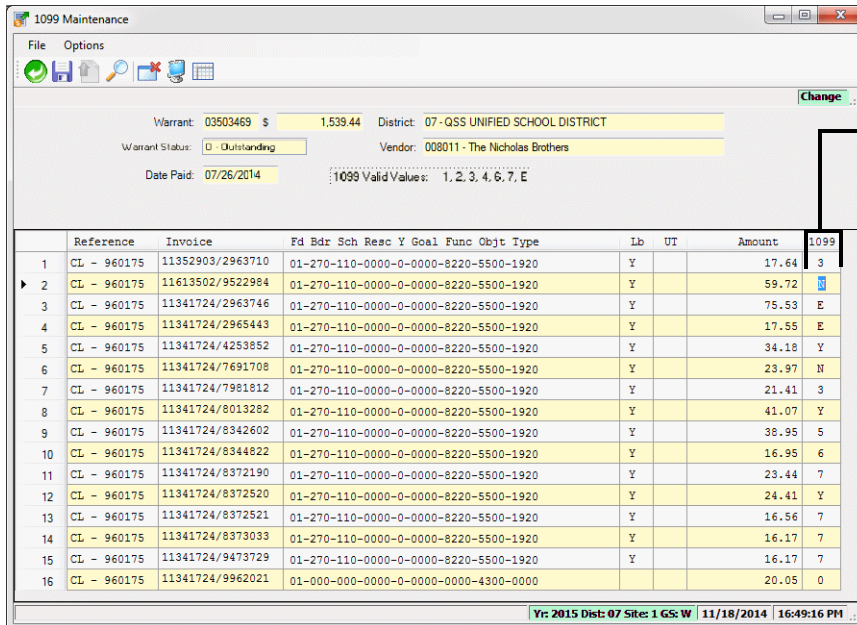 1099 Maintenance
File Options
Change
Warrant: 03503469 $ 1,539.44 District: 07 - QSS UNIFIED SCHOOL DISTRICT
Warrant Status: O - Outstanding Vendor: 008011 - The Nicholas Brothers
Date Paid: 07/26/2014 1099 Valid Values: 1, 2, 3, 4, 6, 7, E
Reference Invoice Fd Bdr Sch Resc Y Goal Func Objt Type Lb UT Amount 1099
1 CL - 960175 11352903/2963710 01-270-110-0000-0-0000-8220-5500-1920 Y 17.64 3
2 CL - 960175 11613502/9522984 01-270-110-0000-0-0000-8220-5500-1920 Y 59.72 N
3 CL - 960175 11341724/2963746 01-270-110-0000-0-0000-8220-5500-1920 Y 75.53 E
4 CL - 960175 11341724/2965443 01-270-110-0000-0-0000-8220-5500-1920 Y 17.55 E
5 CL - 960175 11341724/4253852 01-270-110-0000-0-0000-8220-5500-1920 Y 34.18 Y
6 CL - 960175 11341724/7691708 01-270-110-0000-0-0000-8220-5500-1920 Y 23.97 N
7 CL - 960175 11341724/7981812 01-270-110-0000-0-0000-8220-5500-1920 Y 21.41 3
8 CL - 960175 11341724/8013282 01-270-110-0000-0-0000-8220-5500-1920 Y 41.07 Y
9 CL - 960175 11341724/8342602 01-270-110-0000-0-0000-8220-5500-1920 Y 38.95 5
10 CL - 960175 11341724/8344822 01-270-110-0000-0-0000-8220-5500-1920 Y 16.95 6
11 CL - 960175 11341724/8372190 01-270-110-0000-0-0000-8220-5500-1920 Y 23.44 7
12 CL - 960175 11341724/8372520 01-270-110-0000-0-0000-8220-5500-1920 Y 24.41 Y
13 CL - 960175 11341724/8372521 01-270-110-0000-0-0000-8220-5500-1920 Y 16.56 7
14 CL - 960175 11341724/8373033 01-270-110-0000-0-0000-8220-5500-1920 Y 16.17 7
15 CL - 960175 11341724/9473729 01-270-110-0000-0-0000-8220-5500-1920 Y 16.17 7
16 CL - 960175 11341724/9962021 01-000-000-0000-0-0000-0000-4300-0000 20.05 0
Yr: 2015 Dist: 07 Site: 1 GS: W 11/18/2014 16:49:16 PM